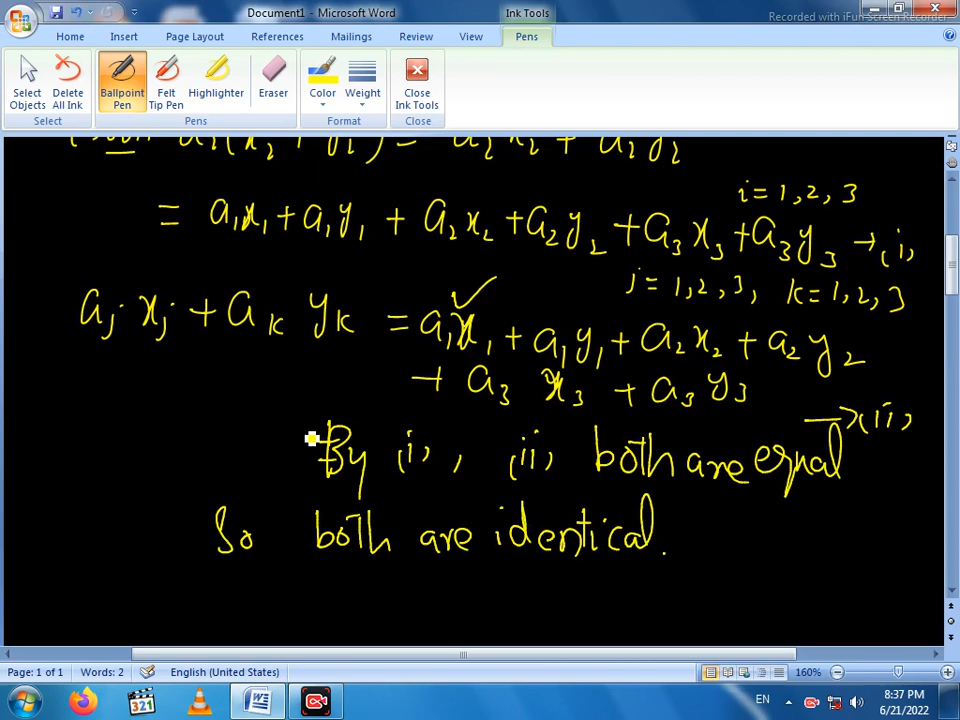 Document1 - Microsoft Word
Ink Tools
Recorded with iFun Screen Recorder
Home Insert Page Layout References Mailings Review View Pens
Select Objects
Delete All Ink
Ballpoint Pen
Felt Tip Pen
Highlighter
Eraser
Color
Weight
Close Ink Tools
Select
Pens
Format
Close
i = 1, 2, 3
= a₁x₁ + a₁y₁ + a₂x₂ + a₂y₂ + a₃x₃ + a₃y₃ → (i)
j = 1, 2, 3, k = 1, 2, 3
aⱼ xⱼ + aₖ yₖ = a₁x₁ + a₁y₁ + a₂x₂ + a₂y₂
+ a₃ x₃ + a₃ y₃
→ (ii)
By (i), (ii) both are equal
So both are identical.
Page: 1 of 1 Words: 2 English (United States) 160%
EN
8:37 PM
6/21/2022